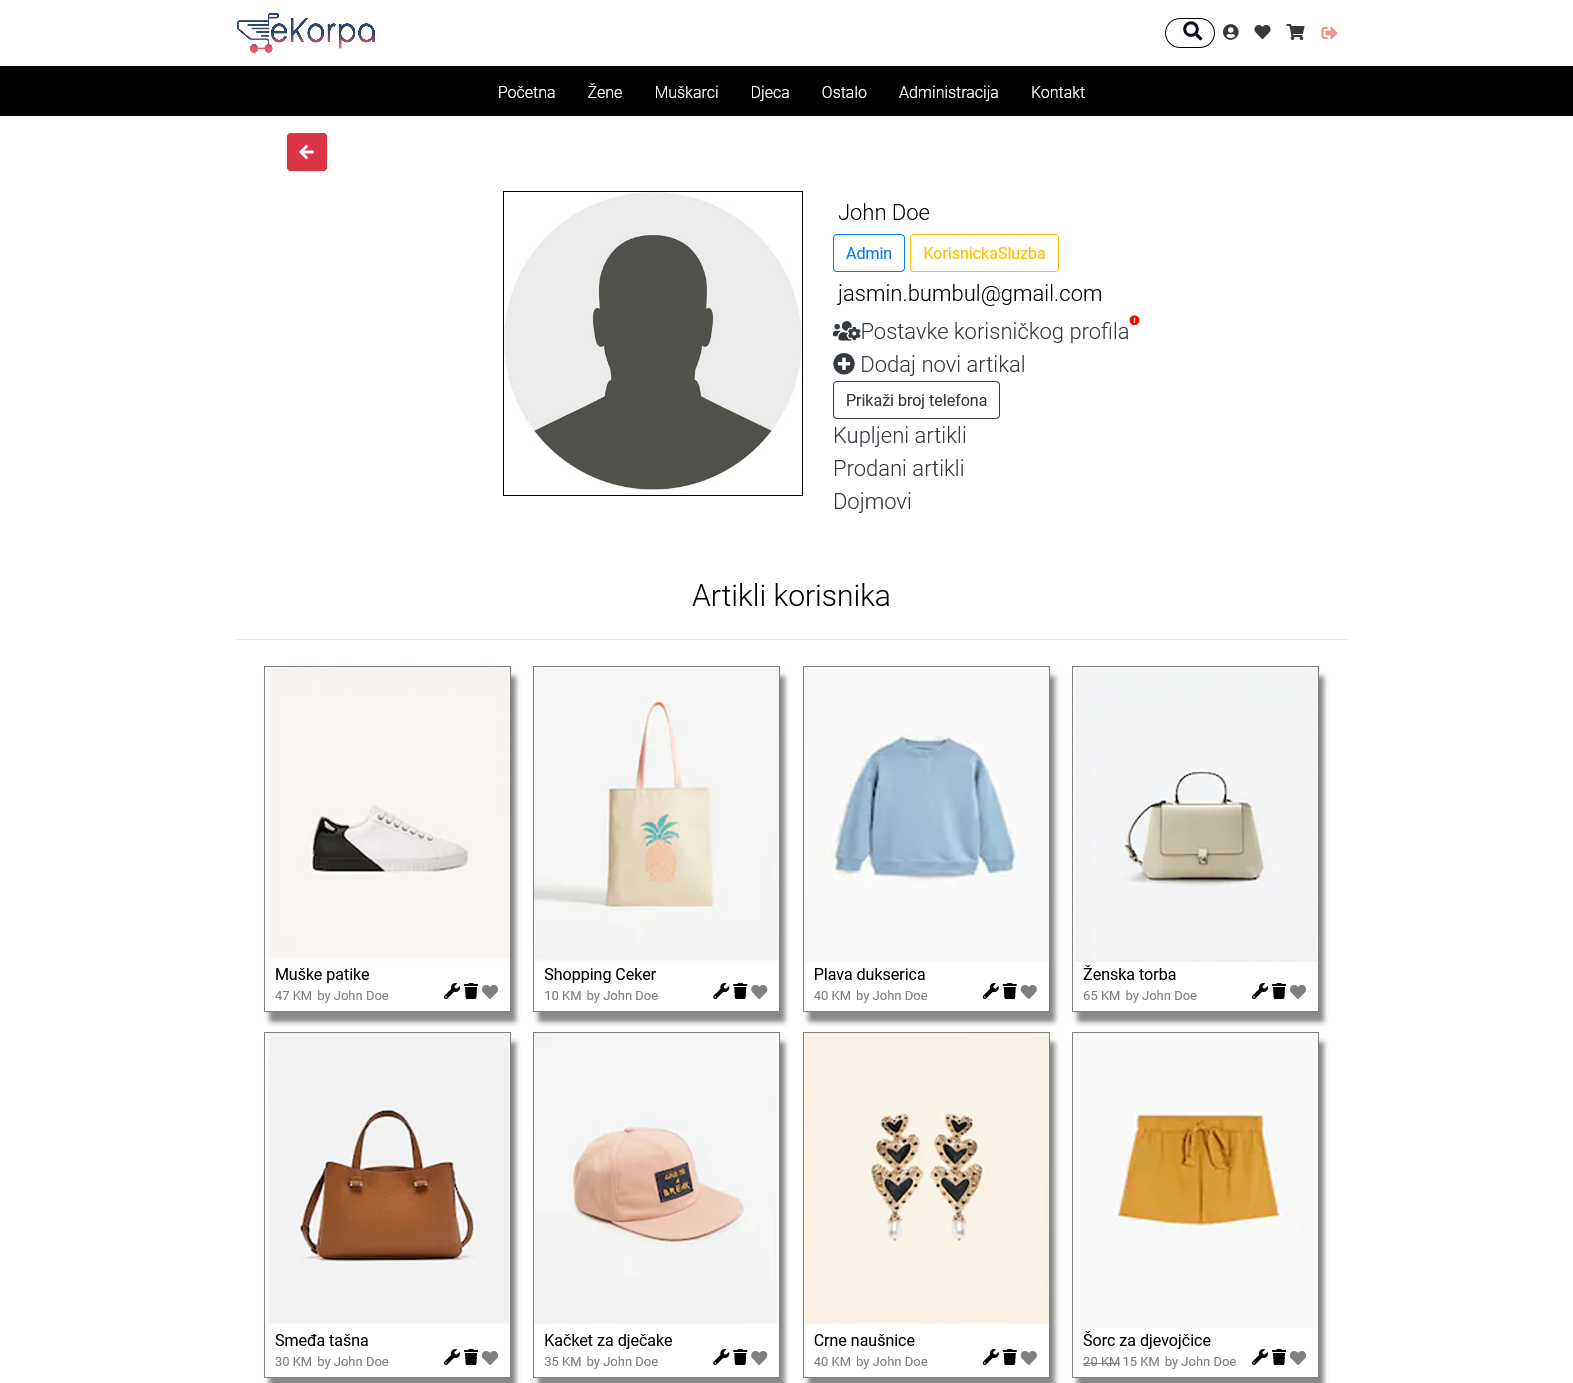 eKorpa
Početna Žene Muškarci Djeca Ostalo Administracija Kontakt
John Doe
Admin KorisnickaSluzba
jasmin.bumbul@gmail.com
Postavke korisničkog profila
Dodaj novi artikal
Prikaži broj telefona
Kupljeni artikli
Prodani artikli
Dojmovi
Artikli korisnika
Muške patike
47 KM by John Doe
Shopping Ceker
10 KM by John Doe
Plava dukserica
40 KM by John Doe
Ženska torba
65 KM by John Doe
GIVE ME
A
BREAK
Smeđa tašna
30 KM by John Doe
Kačket za dječake
35 KM by John Doe
Crne naušnice
40 KM by John Doe
Šorc za djevojčice
20 KM 15 KM by John Doe